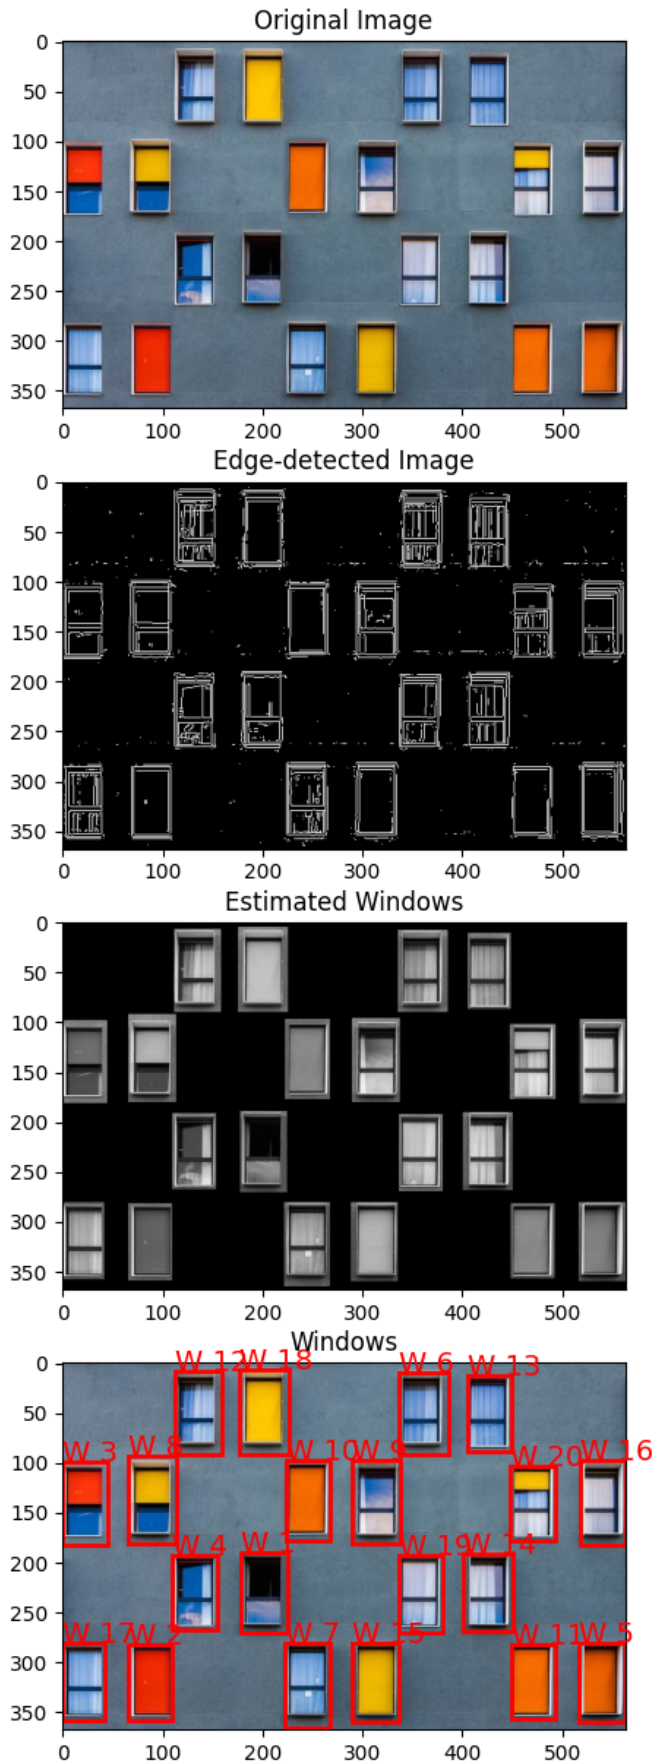 Original Image
0
50
100
150
200
250
300
350
0 100 200 300 400 500
Edge-detected Image
0
50
100
150
200
250
300
350
0 100 200 300 400 500
Estimated Windows
0
50
100
150
200
250
300
350
0 100 200 300 400 500
Windows
0
W 12 W 18 W 6 W 13
50
100
W 3 W 8 W 10 W 9 W 20 W 16
150
200
W 4 W 1 W 19 W 14
250
300
W 17 W 2 W 7 W 15 W 11 W 5
350
0 100 200 300 400 500